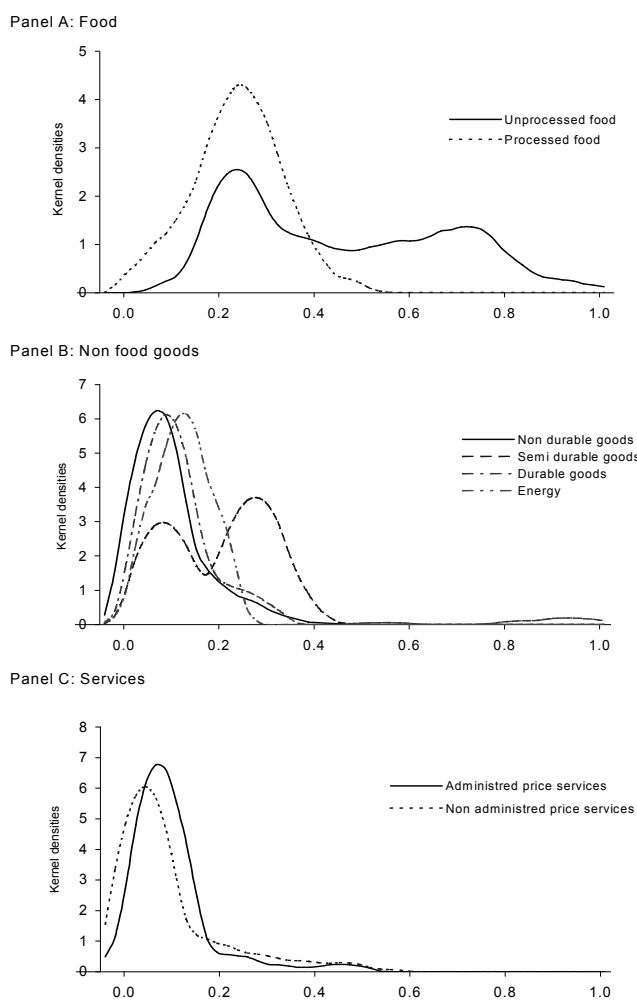 Panel A: Food
5
4
3
2
1
0
Kernel densities
Unprocessed food
Processed food
0.0 0.2 0.4 0.6 0.8 1.0
Panel B: Non food goods
7
6
5
4
3
2
1
0
Kernel densities
Non durable goods
Semi durable goods
Durable goods
Energy
0.0 0.2 0.4 0.6 0.8 1.0
Panel C: Services
8
7
6
5
4
3
2
1
0
Kernel densities
Administred price services
Non administred price services
0.0 0.2 0.4 0.6 0.8 1.0